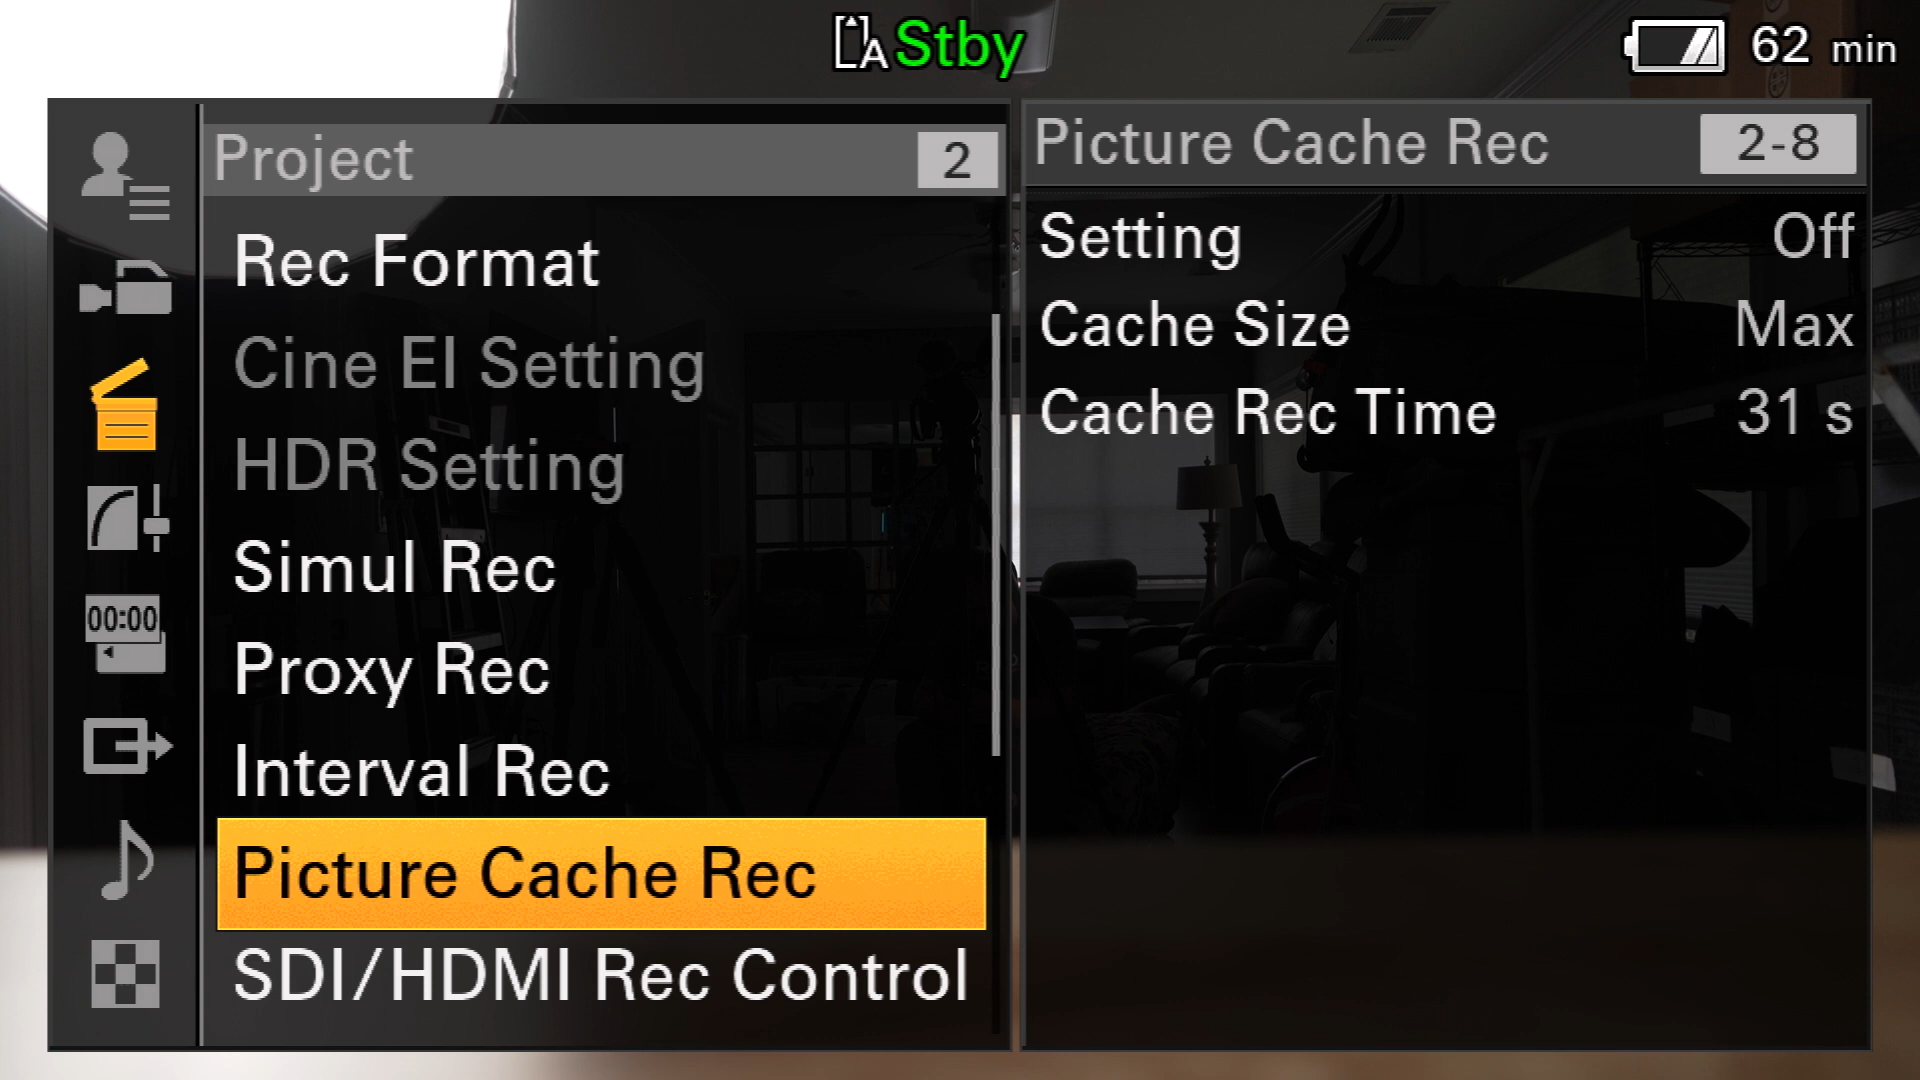 A Stby
62 min
Project 2
Rec Format
Cine EI Setting
HDR Setting
Simul Rec
Proxy Rec
Interval Rec
Picture Cache Rec
SDI/HDMI Rec Control
00:00
Picture Cache Rec 2-8
Setting Off
Cache Size Max
Cache Rec Time 31 s